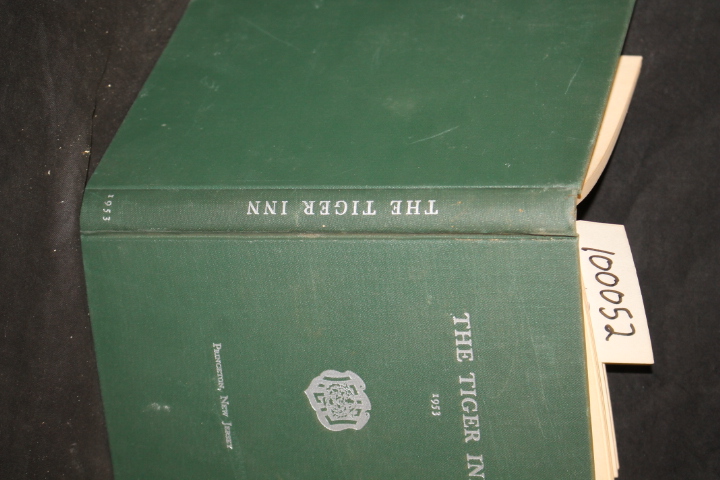 THE TIGER INN
1953
THE TIGER IN
1953
PRINCETON, NEW JERSEY
100052